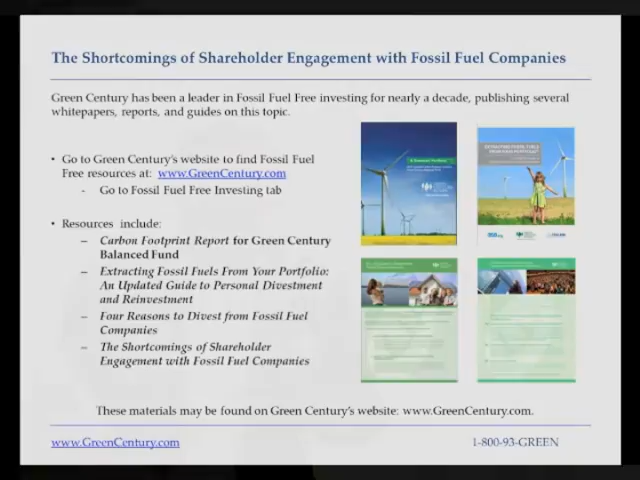 The Shortcomings of Shareholder Engagement with Fossil Fuel Companies
Green Century has been a leader in Fossil Fuel Free investing for nearly a decade, publishing several
whitepapers, reports, and guides on this topic.
• Go to Green Century's website to find Fossil Fuel
Free resources at: www.GreenCentury.com
- Go to Fossil Fuel Free Investing tab
• Resources include:
– Carbon Footprint Report for Green Century
Balanced Fund
– Extracting Fossil Fuels From Your Portfolio:
An Updated Guide to Personal Divestment
and Reinvestment
– Four Reasons to Divest from Fossil Fuel
Companies
– The Shortcomings of Shareholder
Engagement with Fossil Fuel Companies
These materials may be found on Green Century's website: www.GreenCentury.com.
www.GreenCentury.com
1-800-93-GREEN